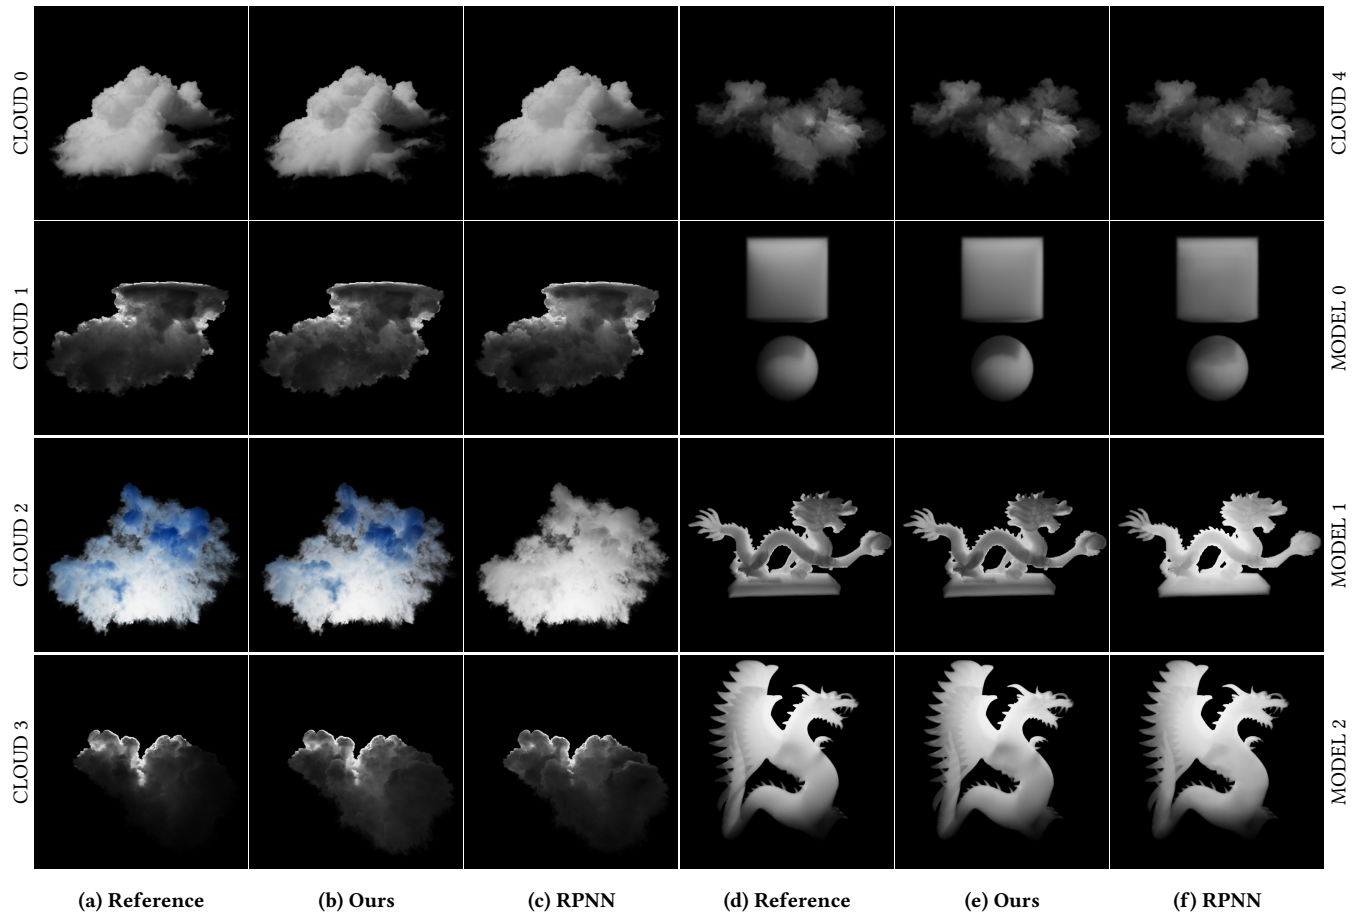 CLOUD 0
CLOUD 4
CLOUD 1
MODEL 0
CLOUD 2
MODEL 1
CLOUD 3
MODEL 2
(a) Reference
(b) Ours
(c) RPNN
(d) Reference
(e) Ours
(f) RPNN